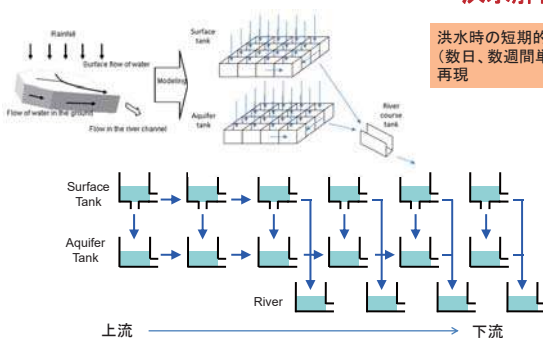 Rainfall
Surface flow of water
Flow of water in the ground
Flow in the river channel
Modeling
Surface
tank
Aquifer
tank
River
course
tank
洪水時の短期的
(数日、数週間単
再現
Surface
Tank
Aquifer
Tank
River
上流
下流